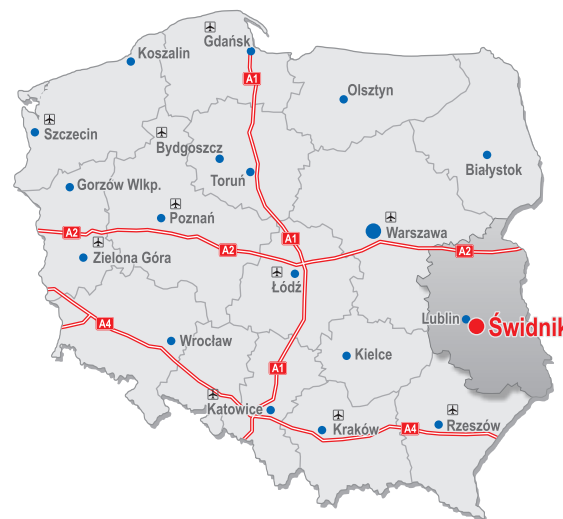 Gdańsk
Koszalin
A1
Olsztyn
Szczecin
Bydgoszcz
Toruń
Białystok
Gorzów Wlkp.
Poznań
A2
A2
A1
Warszawa
A2
Zielona Góra
Łódź
A4
Lublin
Świdnik
Wrocław
Kielce
A1
Katowice
Kraków
A4
Rzeszów